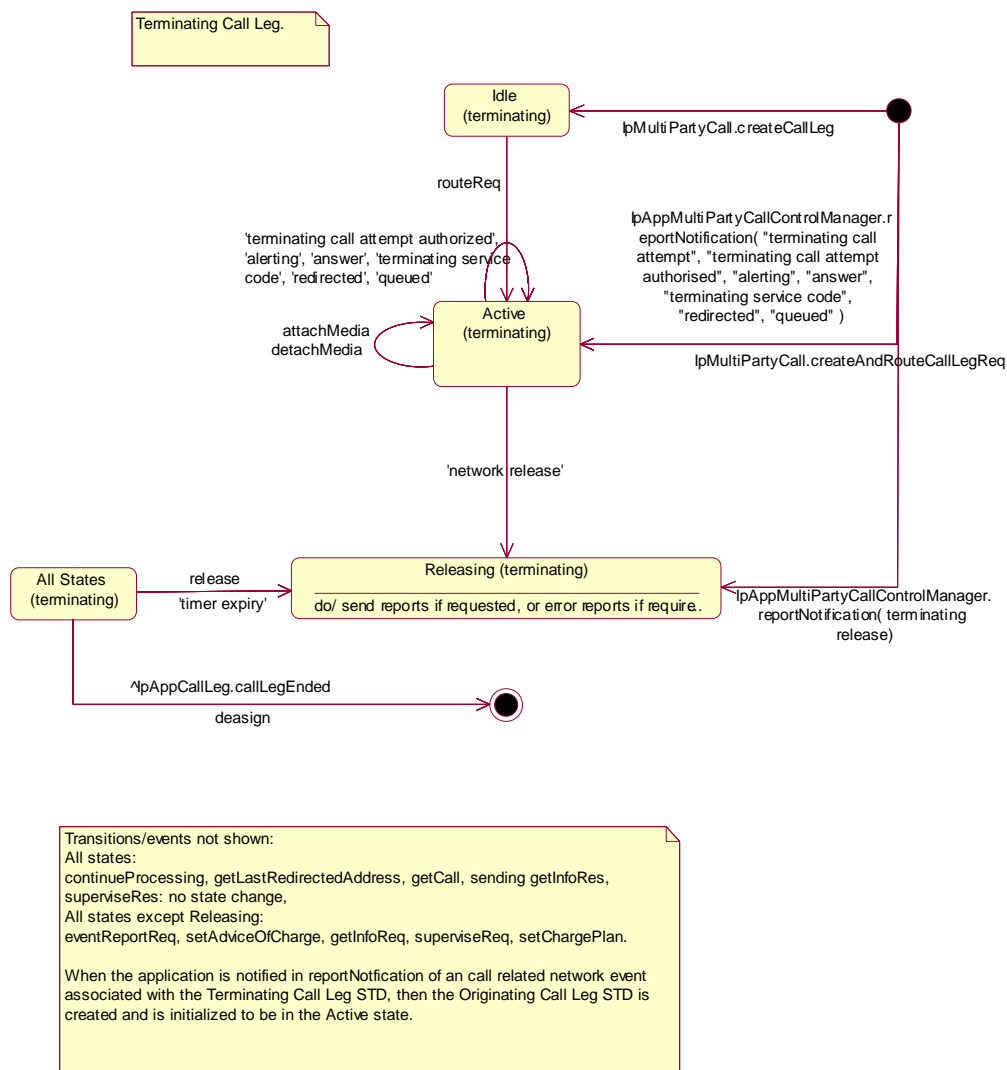 Terminating Call Leg.
Idle
(terminating)
IpMultiPartyCall.createCallLeg
routeReq
IpAppMultiPartyCallControlManager.r
eportNotification( "terminating call
attempt", "terminating call attempt
authorised", "alerting", "answer",
"terminating service code",
"redirected", "queued" )
'terminating call attempt authorized',
'alerting', 'answer', 'terminating service
code', 'redirected', 'queued'
Active
(terminating)
attachMedia
detachMedia
IpMultiPartyCall.createAndRouteCallLegReq
'network release'
Releasing (terminating)
do/ send reports if requested, or error reports if require..
All States
(terminating)
release
'timer expiry'
IpAppMultiPartyCallControlManager.
reportNotification( terminating
release)
^IpAppCallLeg.callLegEnded
deasign
Transitions/events not shown:
All states:
continueProcessing, getLastRedirectedAddress, getCall, sending getInfoRes,
superviseRes: no state change,
All states except Releasing:
eventReportReq, setAdviceOfCharge, getInfoReq, superviseReq, setChargePlan.
When the application is notified in reportNotfication of an call related network event
associated with the Terminating Call Leg STD, then the Originating Call Leg STD is
created and is initialized to be in the Active state.